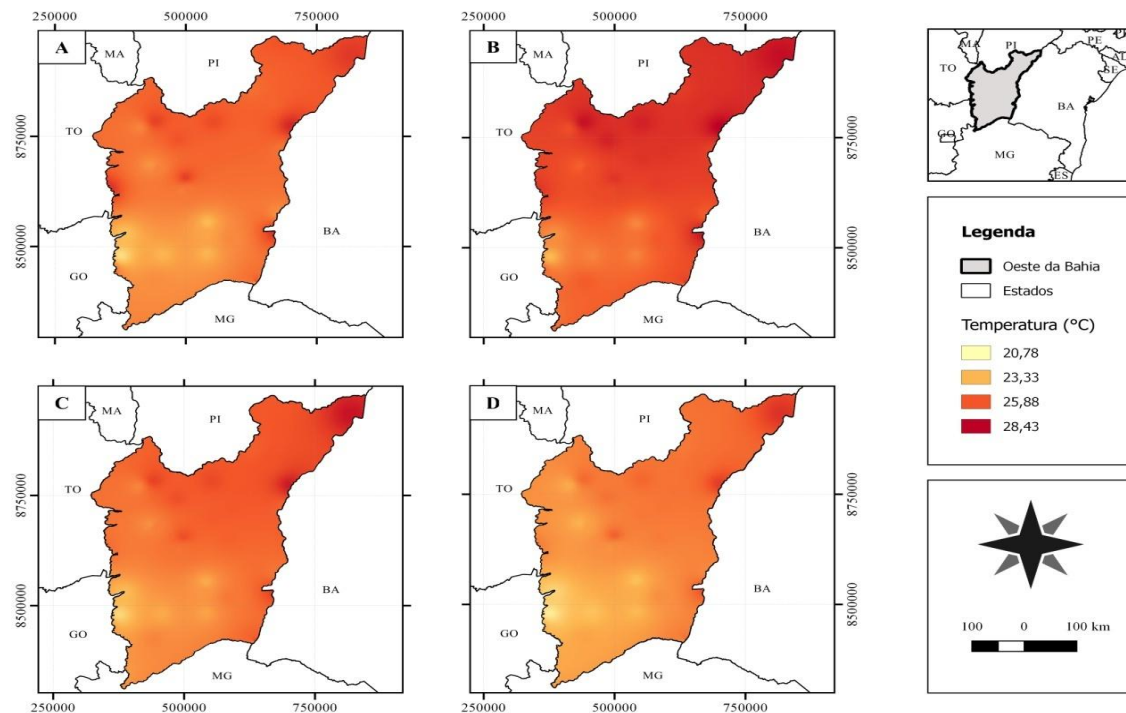 250000 500000 750000
250000 500000 750000
A
MA
PI
TO
GO
BA
MG
8750000
8500000
B
MA
PI
TO
GO
BA
MG
8750000
8500000
C
MA
PI
TO
GO
BA
MG
8750000
8500000
D
MA
PI
TO
GO
BA
MG
8750000
8500000
250000 500000 750000
250000 500000 750000
MA PI PE
TO AL
SE
BA
GO
MG
ES
Legenda
Oeste da Bahia
Estados
Temperatura (°C)
20,78
23,33
25,88
28,43
100 0 100 km